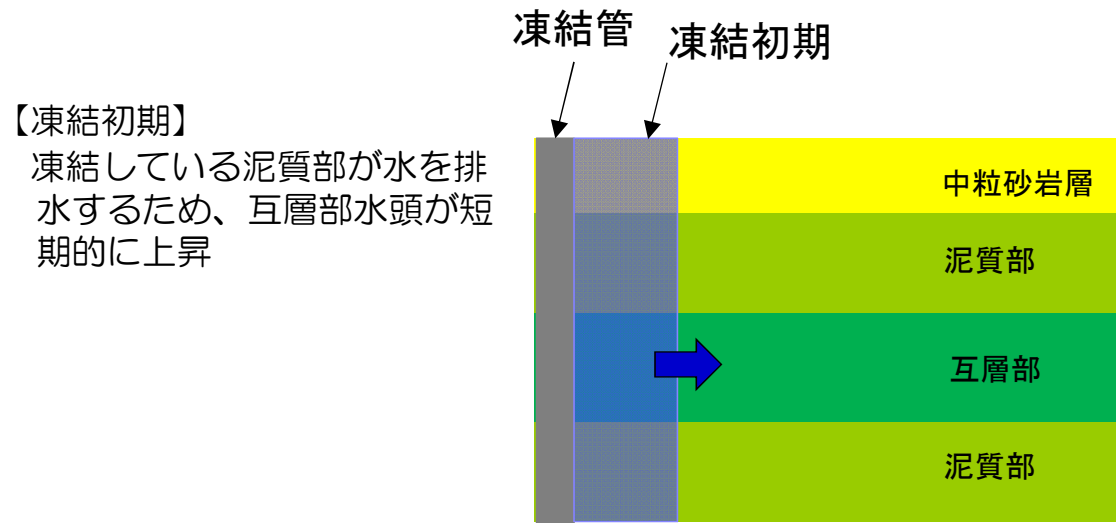 凍結管
凍結初期
【凍結初期】
凍結している泥質部が水を排
水するため、互層部水頭が短
期的に上昇
中粒砂岩層
泥質部
互層部
泥質部